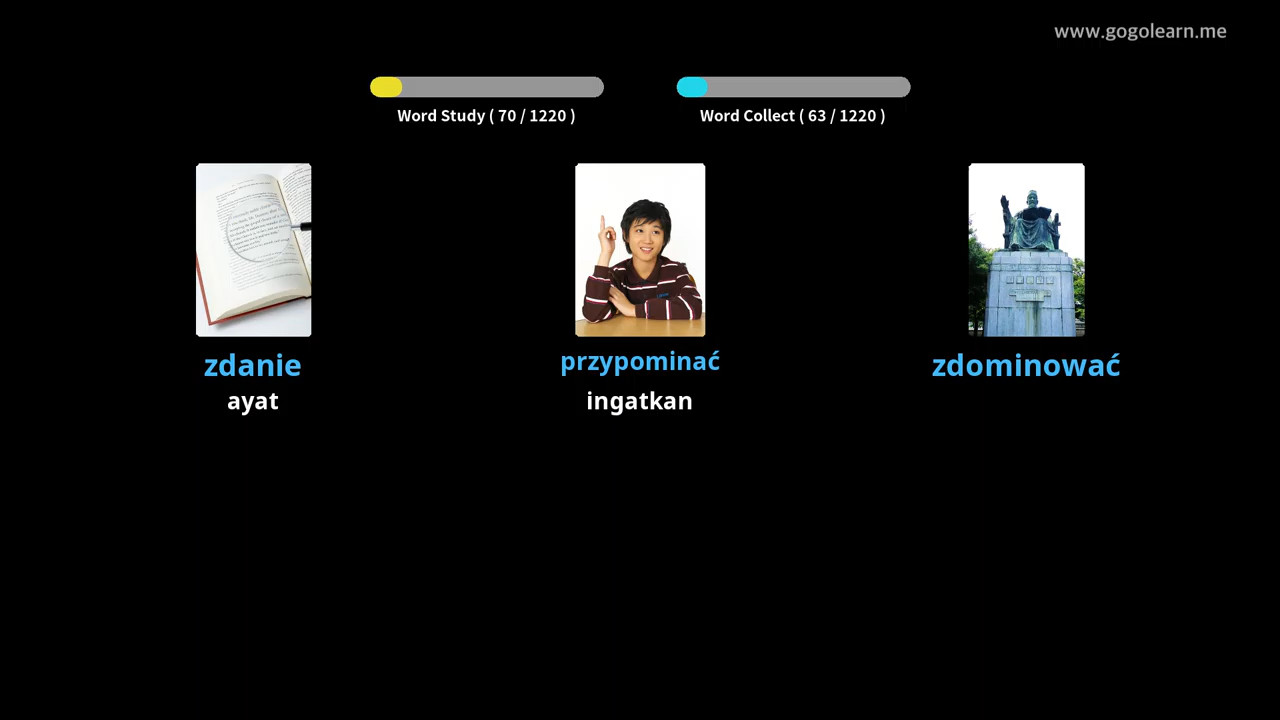 www.gogolearn.me
Word Study ( 70 / 1220 )
Word Collect ( 63 / 1220 )
zdanie
ayat
przypominać
ingatkan
zdominować